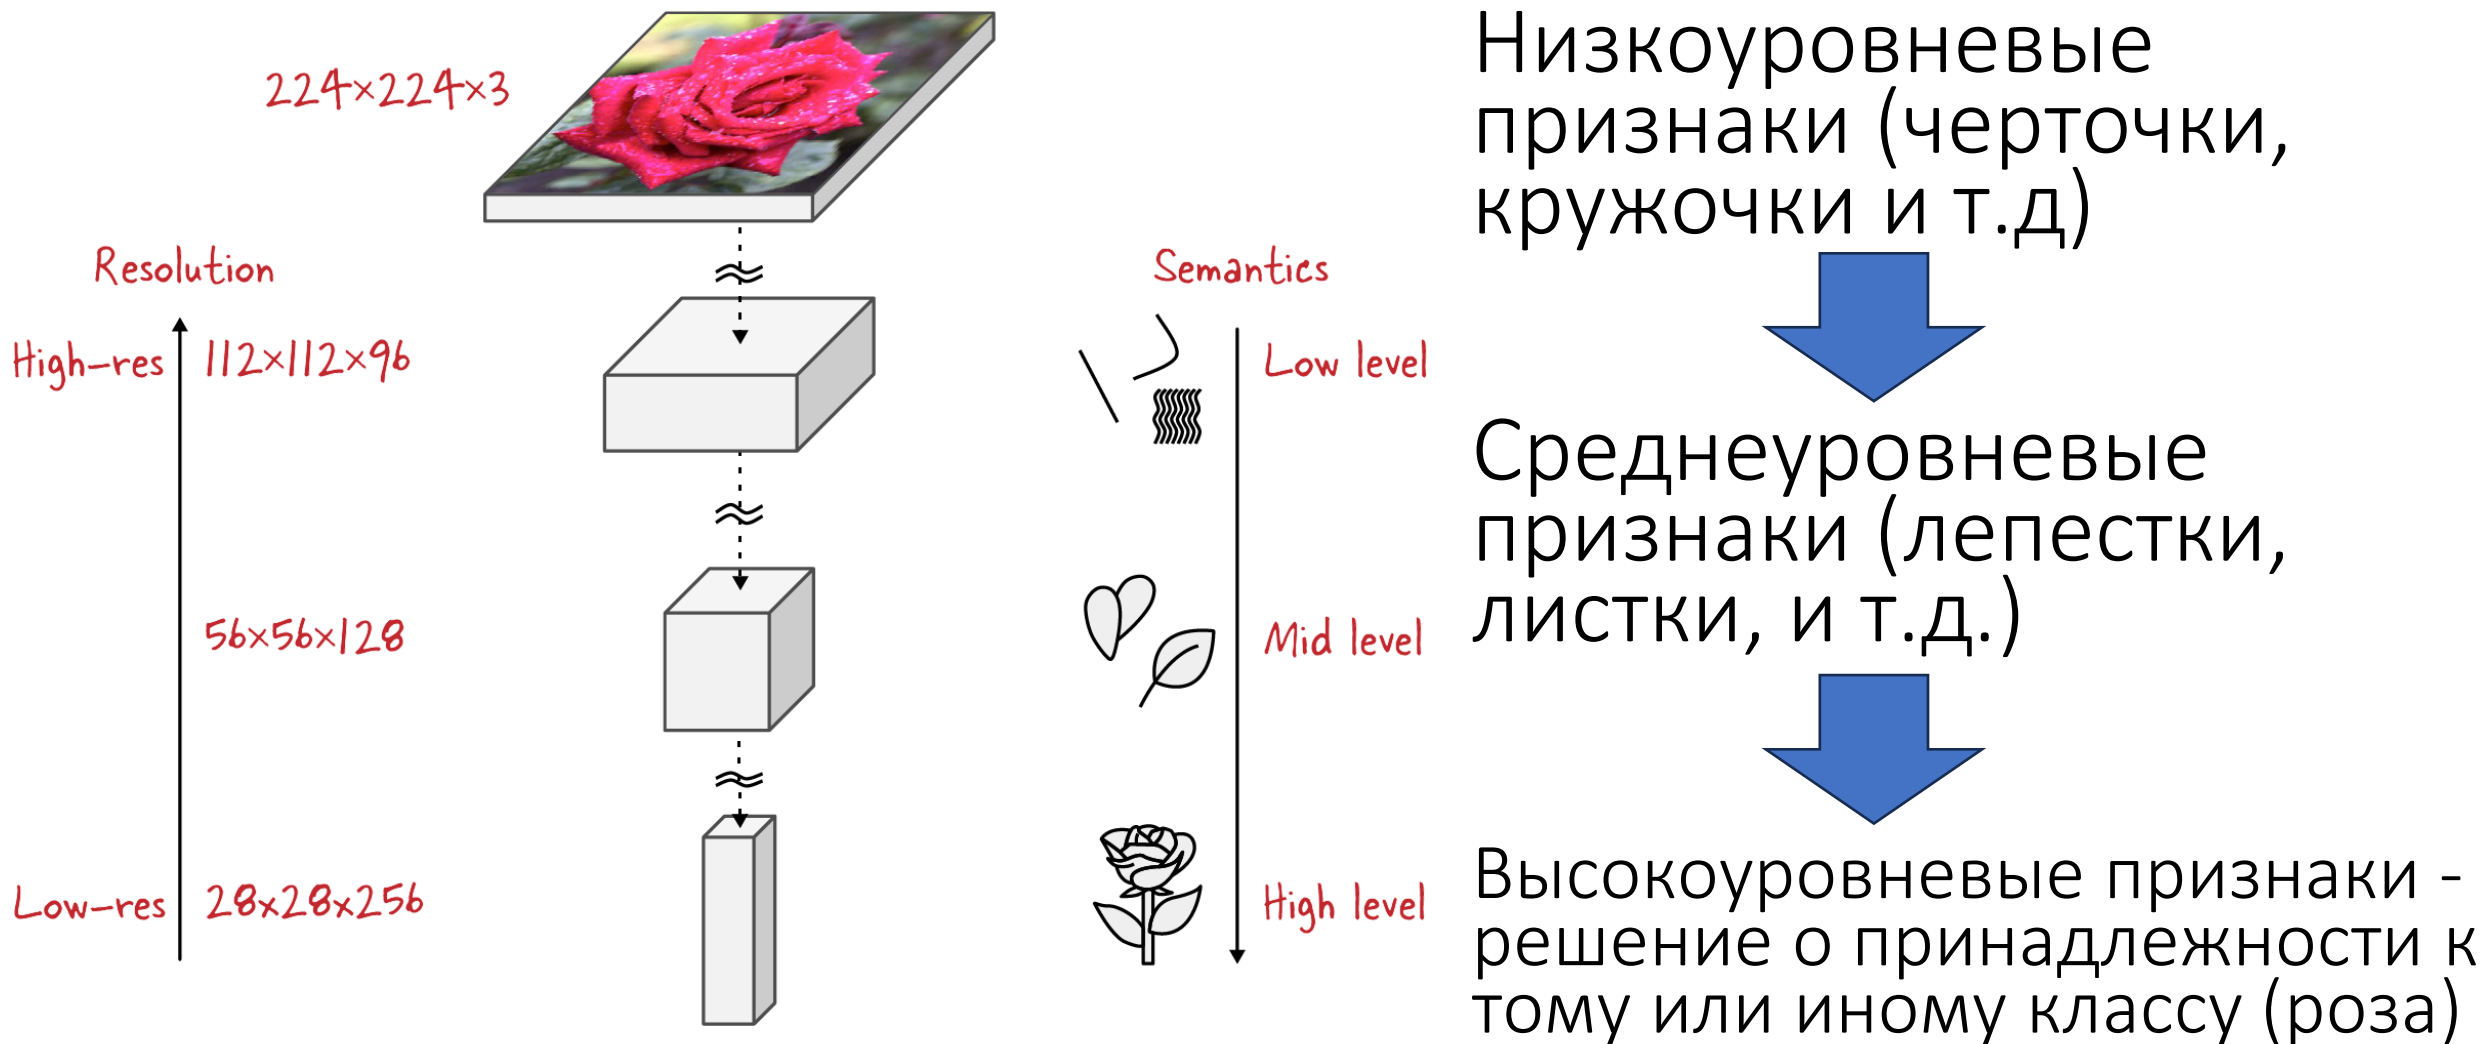 224×224×3
Resolution
High-res
112×112×96
56×56×128
Low-res
28×28×256
Semantics
Low level
Mid level
High level
Низкоуровневые
признаки (черточки,
кружочки и т.д)
Среднеуровневые
признаки (лепестки,
листки, и т.д.)
Высокоуровневые признаки -
решение о принадлежности к
тому или иному классу (роза)